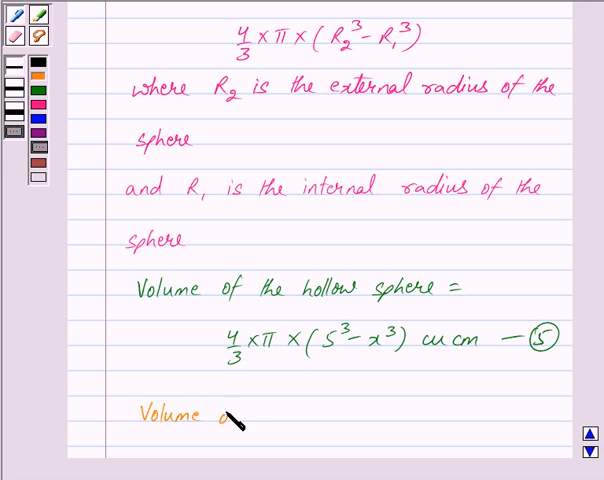 4/3 × π × (R₂³ − R₁³)
where R₂ is the external radius of the
sphere
and R₁ is the internal radius of the
sphere
Volume of the hollow sphere =
4/3 × π × (5³ − x³) cu cm — ⑤
Volume